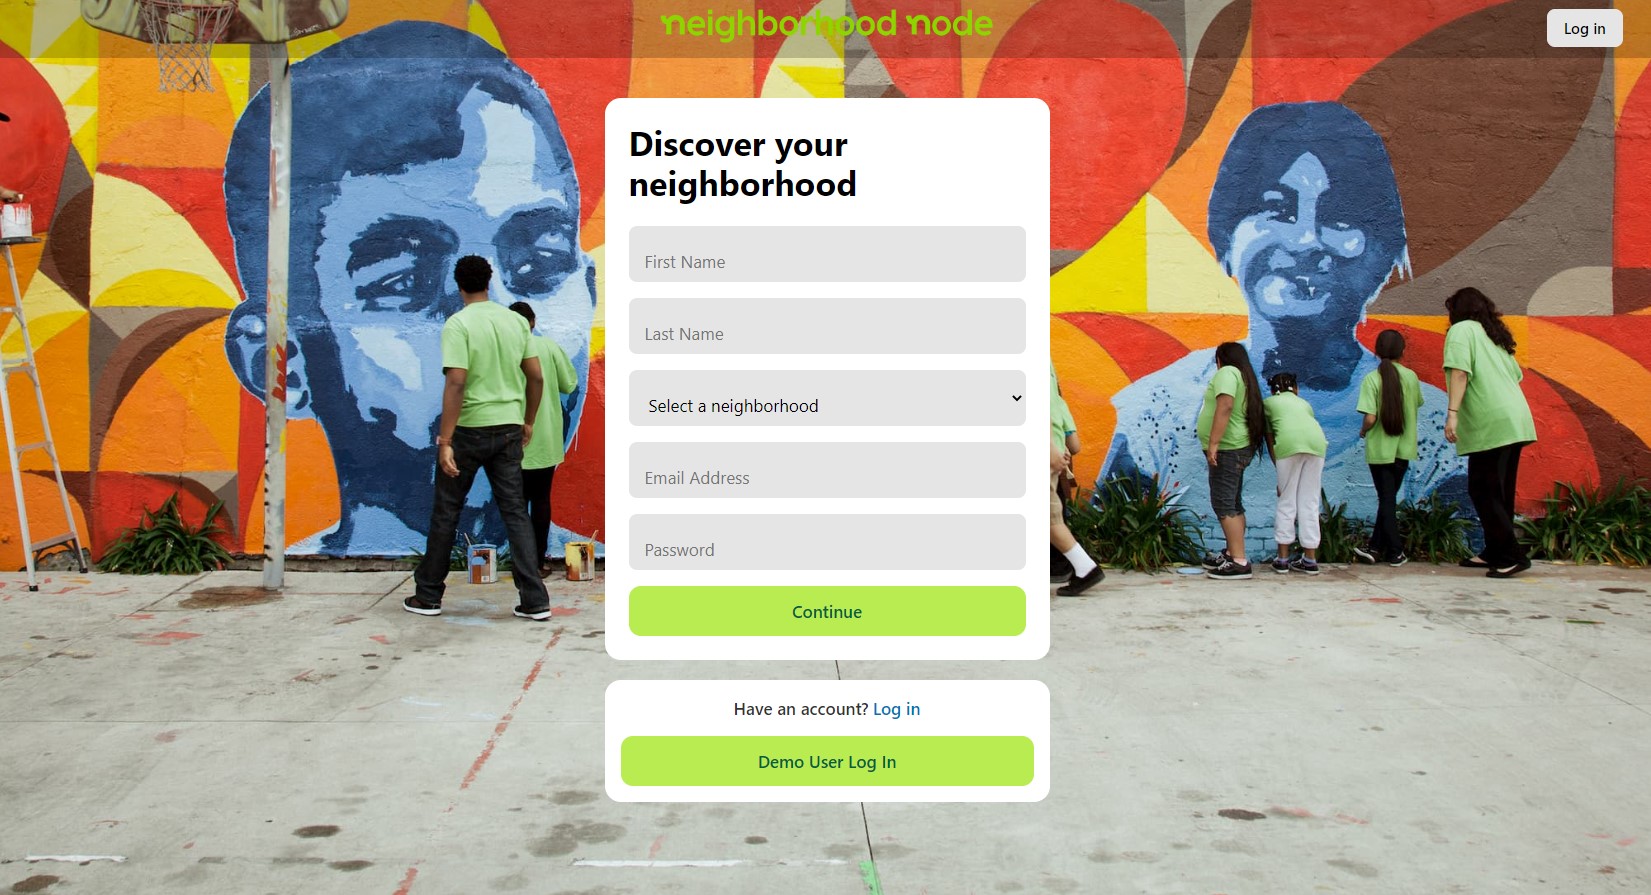 neighborhood node
Log in
Discover your
neighborhood
First Name
Last Name
Select a neighborhood
Email Address
Password
Continue
Have an account? Log in
Demo User Log In